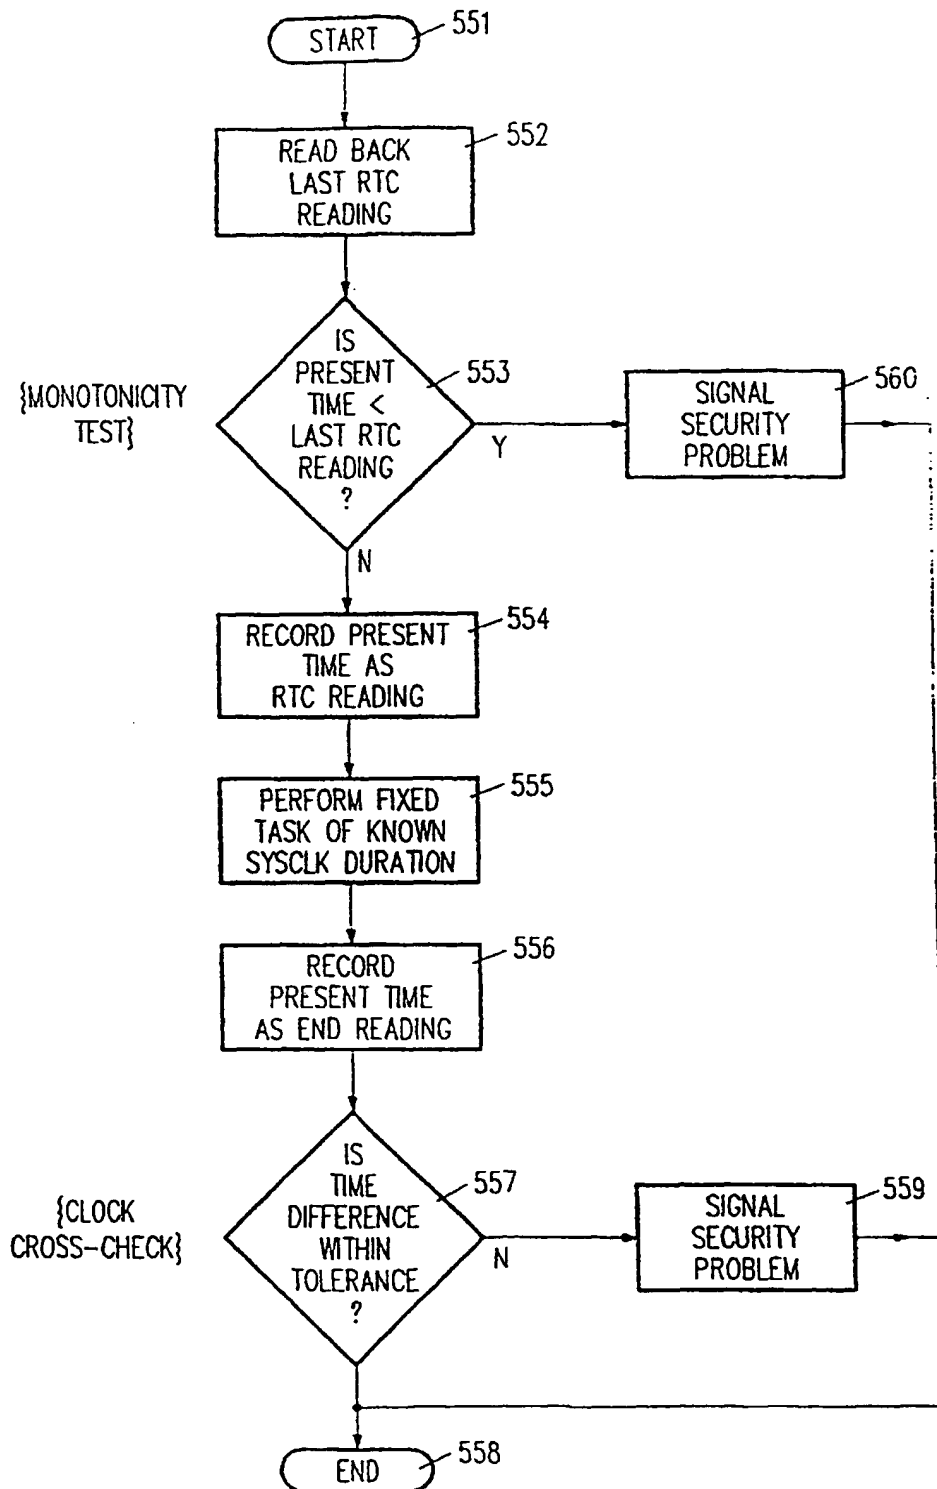 START
551
READ BACK
LAST RTC
READING
552
IS
PRESENT
TIME <
LAST RTC
READING
?
553
{MONOTONICITY
TEST}
Y
SIGNAL
SECURITY
PROBLEM
560
N
RECORD PRESENT
TIME AS
RTC READING
554
PERFORM FIXED
TASK OF KNOWN
SYSCLK DURATION
555
RECORD
PRESENT TIME
AS END READING
556
IS
TIME
DIFFERENCE
WITHIN
TOLERANCE
?
557
{CLOCK
CROSS-CHECK}
N
SIGNAL
SECURITY
PROBLEM
559
END
558